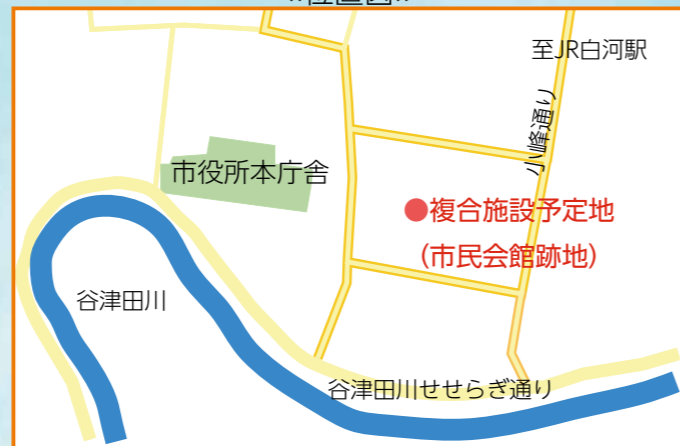 至JR白河駅
小峰通り
市役所本庁舎
●複合施設予定地
(市民会館跡地)
谷津田川
谷津田川せせらぎ通り